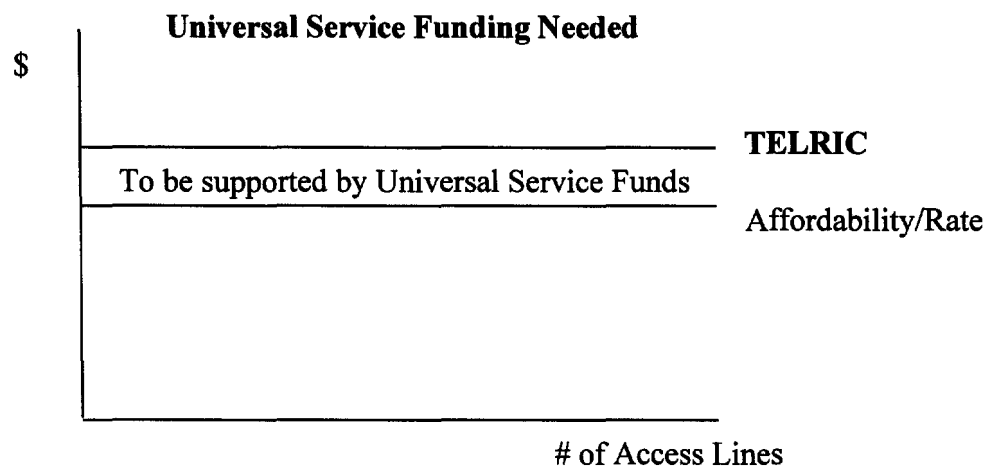 Universal Service Funding Needed
$
TELRIC
To be supported by Universal Service Funds
Affordability/Rate
# of Access Lines